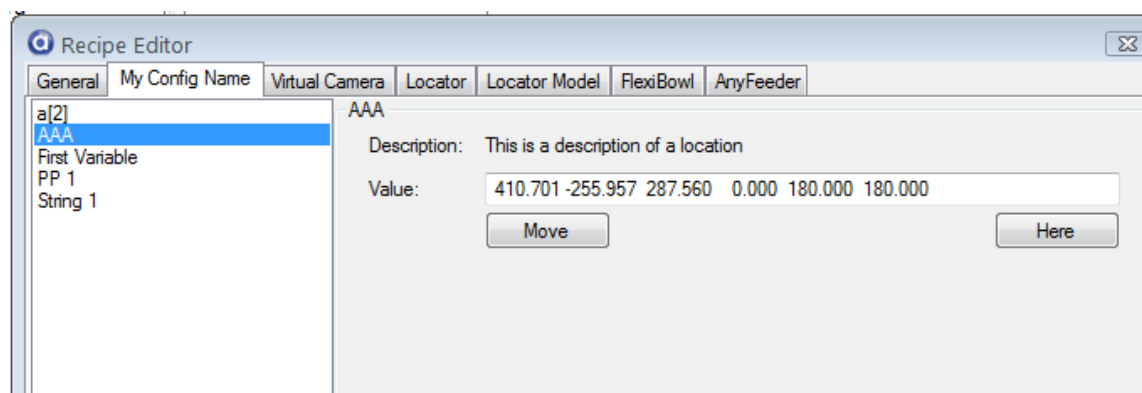 Recipe Editor
General My Config Name Virtual Camera Locator Locator Model FlexiBowl AnyFeeder
a[2]
AAA
First Variable
PP 1
String 1
AAA
Description: This is a description of a location
Value: 410.701 -255.957 287.560 0.000 180.000 180.000
Move Here